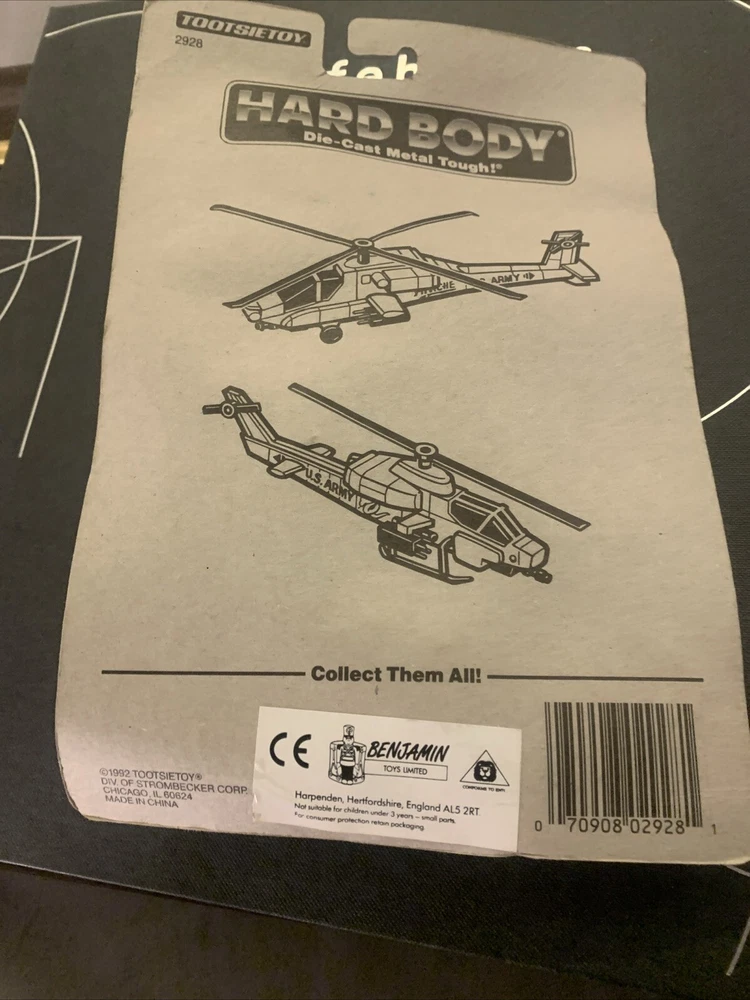 TOOTSIETOY
2928
HARD BODY®
Die-Cast Metal Tough!®
U.S. ARMY
U.S. ARMY
Collect Them All!
©1992 TOOTSIETOY®
DIV. OF STROMBECKER CORP.
CHICAGO, IL 60624
MADE IN CHINA
CE
BENJAMIN
TOYS LIMITED
Harpenden, Hertfordshire, England AL5 2RT
Not suitable for children under 3 years – small parts.
For consumer protection retain packaging
0 70908 02928 1